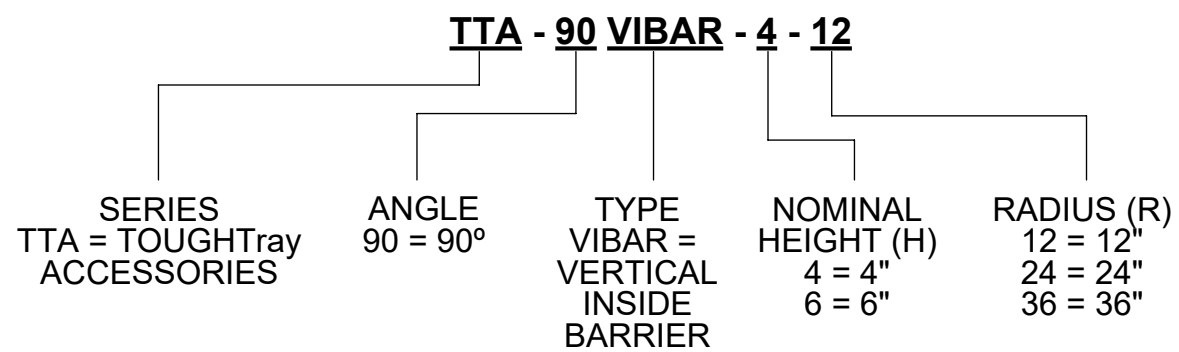 TTA - 90 VIBAR - 4 - 12
SERIES
TTA = TOUGHTray
ACCESSORIES
ANGLE
90 = 90º
TYPE
VIBAR =
VERTICAL
INSIDE
BARRIER
NOMINAL
HEIGHT (H)
4 = 4"
6 = 6"
RADIUS (R)
12 = 12"
24 = 24"
36 = 36"